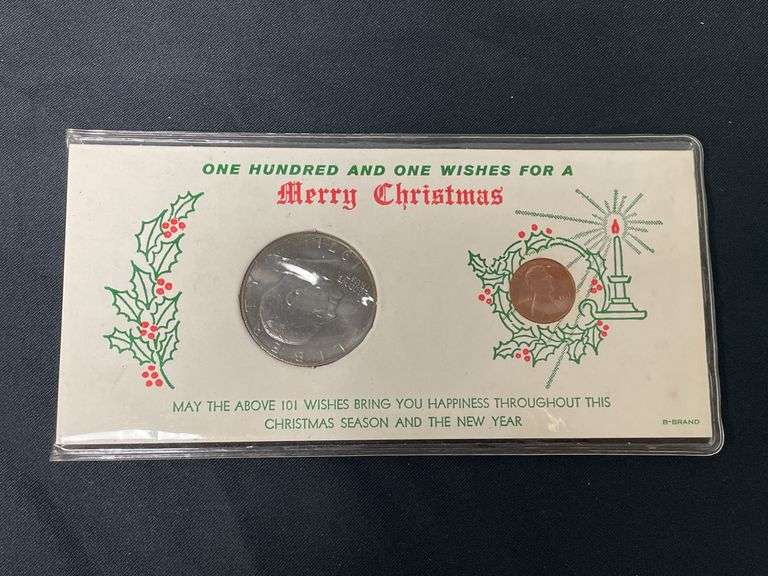 ONE HUNDRED AND ONE WISHES FOR A
Merry Christmas
MAY THE ABOVE 101 WISHES BRING YOU HAPPINESS THROUGHOUT THIS
CHRISTMAS SEASON AND THE NEW YEAR
B-BRAND